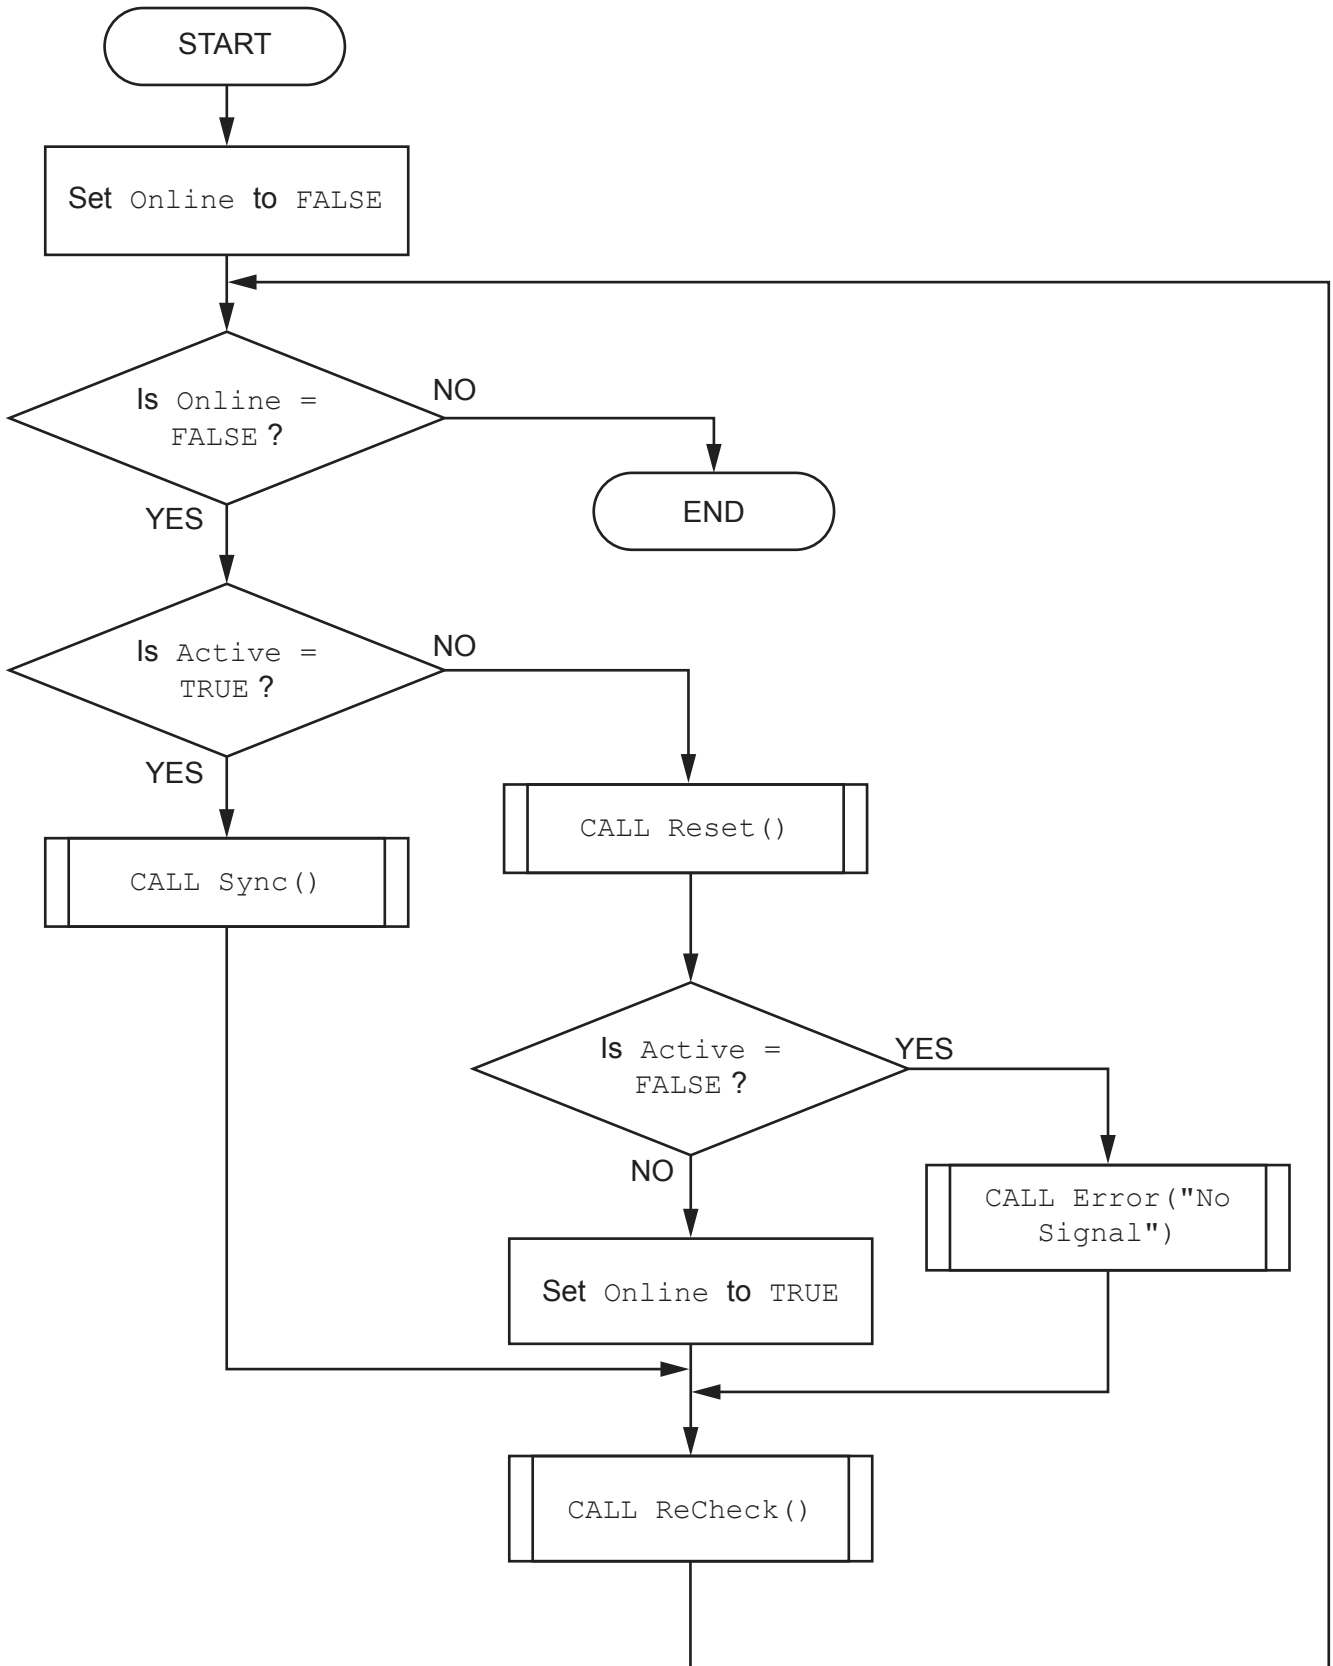 START
Set Online to FALSE
Is Online =
FALSE ?
NO
END
YES
Is Active =
TRUE ?
NO
YES
CALL Reset()
CALL Sync()
Is Active =
FALSE ?
YES
NO
CALL Error("No
Signal")
Set Online to TRUE
CALL ReCheck()